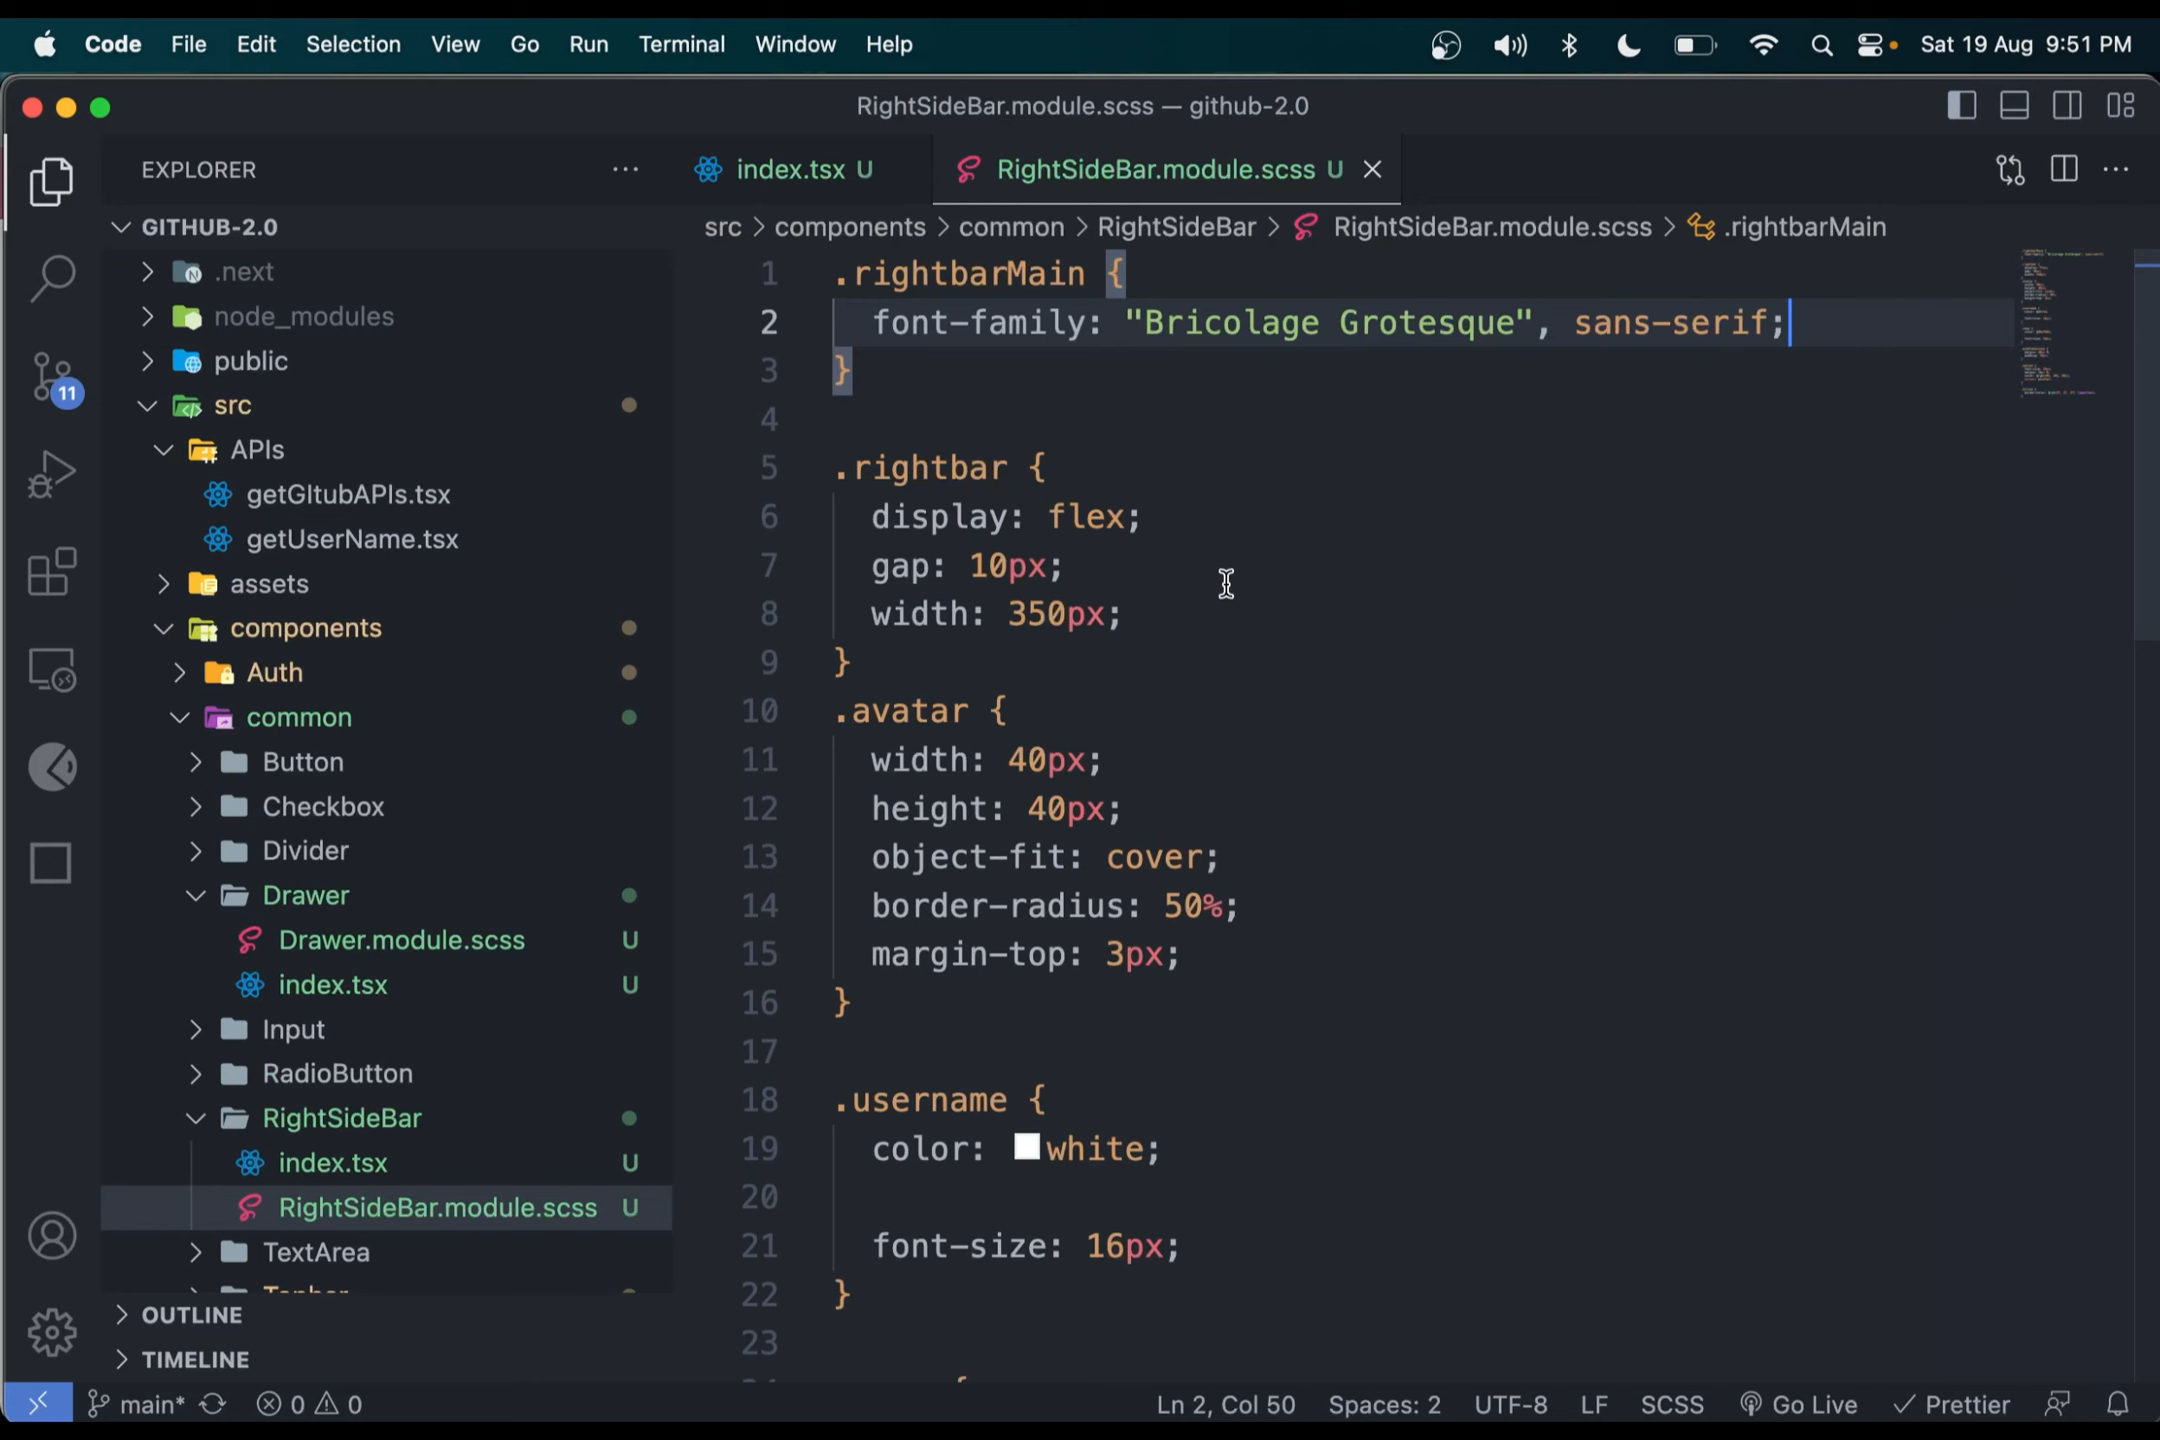 Code File Edit Selection View Go Run Terminal Window Help Sat 19 Aug 9:51 PM
RightSideBar.module.scss — github-2.0
EXPLORER
index.tsx U
RightSideBar.module.scss U
GITHUB-2.0
src > components > common > RightSideBar > RightSideBar.module.scss > .rightbarMain
.next
node_modules
public
src
APIs
getGItubAPIs.tsx
getUserName.tsx
assets
components
Auth
common
Button
Checkbox
Divider
Drawer
Drawer.module.scss U
index.tsx U
Input
RadioButton
RightSideBar
index.tsx U
RightSideBar.module.scss U
TextArea
OUTLINE
TIMELINE
11
1 .rightbarMain {
2 font-family: "Bricolage Grotesque", sans-serif;
3 }
4
5 .rightbar {
6 display: flex;
7 gap: 10px;
8 width: 350px;
9 }
10 .avatar {
11 width: 40px;
12 height: 40px;
13 object-fit: cover;
14 border-radius: 50%;
15 margin-top: 3px;
16 }
17
18 .username {
19 color: white;
20
21 font-size: 16px;
22 }
23
main* 0 0 Ln 2, Col 50 Spaces: 2 UTF-8 LF SCSS Go Live Prettier